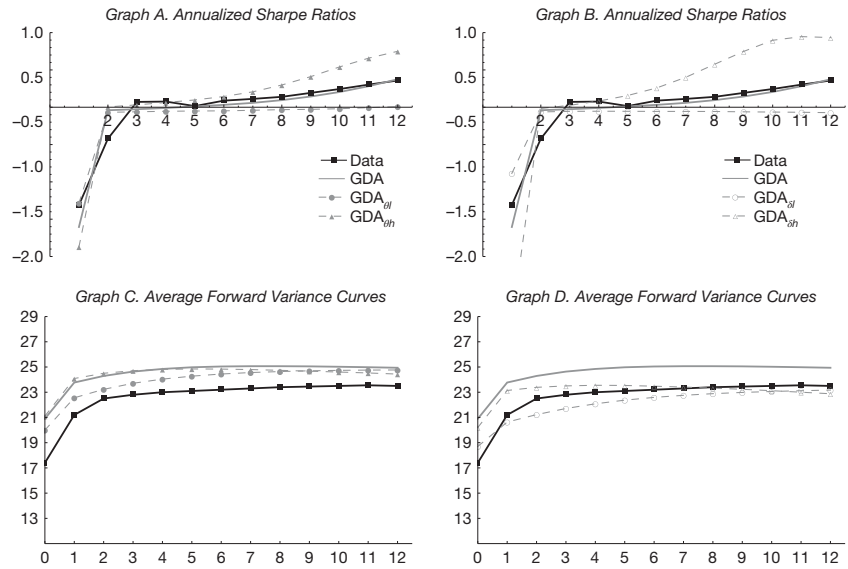 Graph A. Annualized Sharpe Ratios
1.0
0.5
−0.5
−1.0
−1.5
−2.0
2 3 4 5 6 7 8 9 10 11 12
Data
GDA
GDAθl
GDAθh
Graph B. Annualized Sharpe Ratios
1.0
0.5
−0.5
−1.0
−1.5
−2.0
2 3 4 5 6 7 8 9 10 11 12
Data
GDA
GDAδl
GDAδh
Graph C. Average Forward Variance Curves
29
27
25
23
21
19
17
15
13
0 1 2 3 4 5 6 7 8 9 10 11 12
Graph D. Average Forward Variance Curves
29
27
25
23
21
19
17
15
13
0 1 2 3 4 5 6 7 8 9 10 11 12